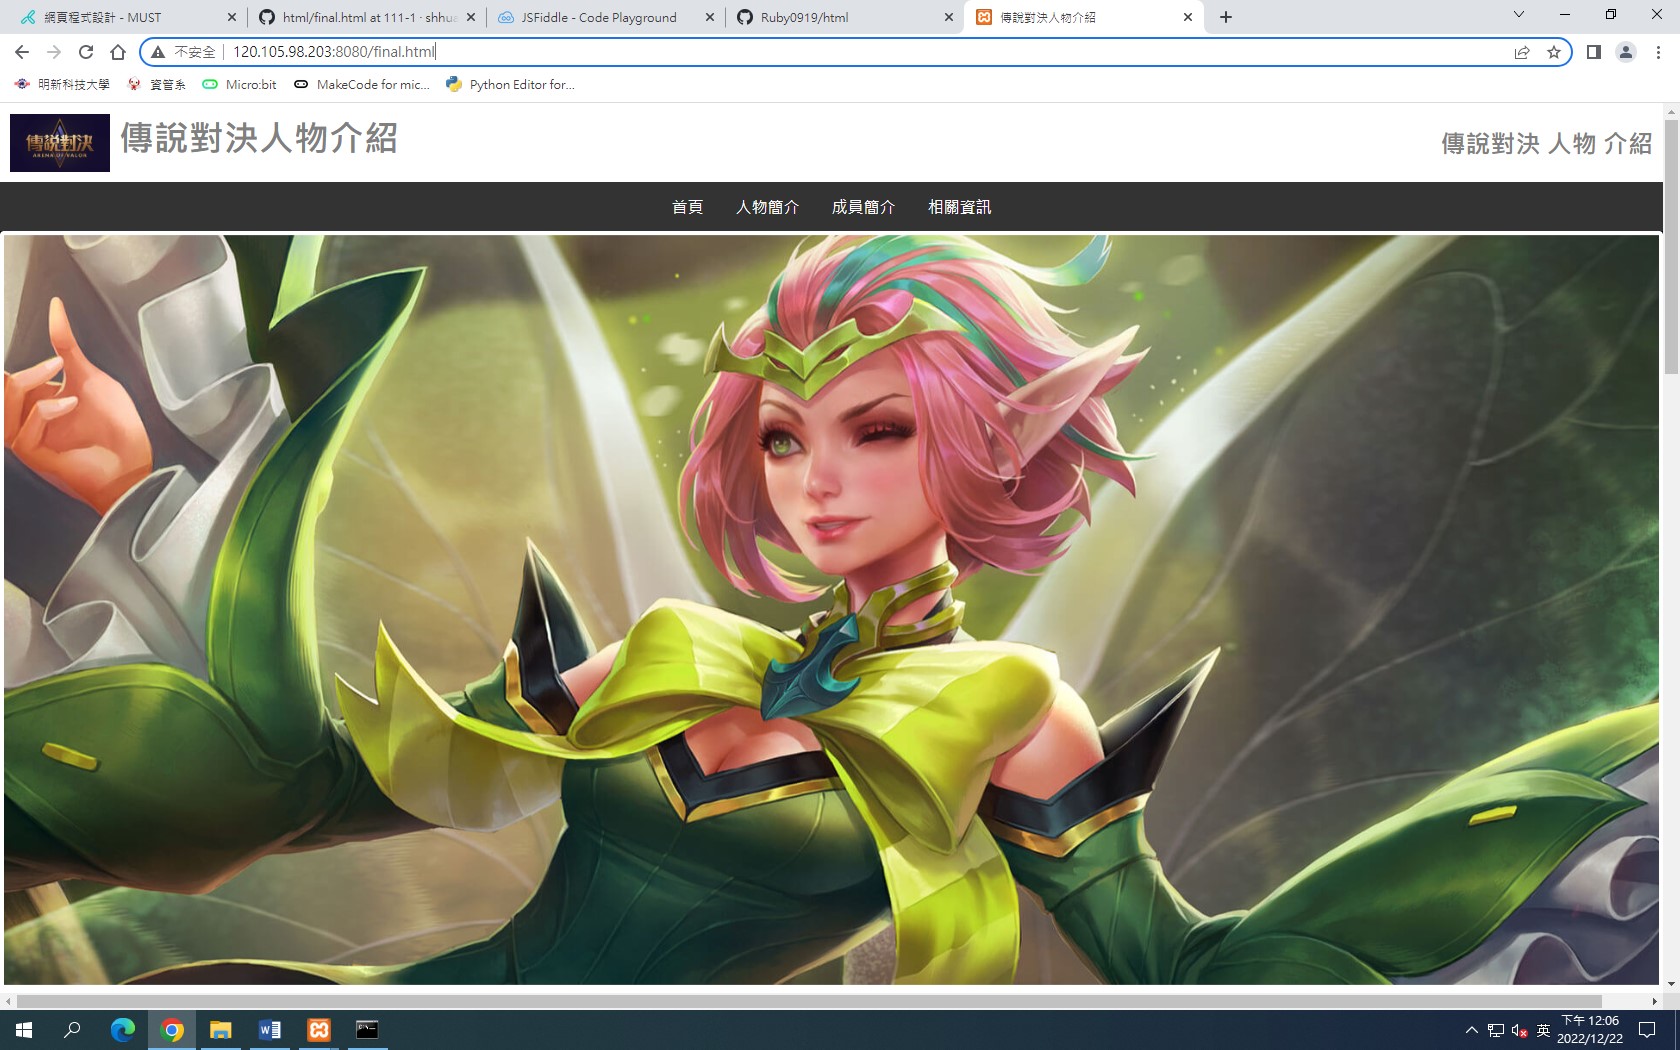 網頁程式設計 - MUST
html/final.html at 111-1 · shhua
JSFiddle - Code Playground
Ruby0919/html
傳說對決人物介紹
不安全 120.105.98.203:8080/final.html
明新科技大學 資管系 Micro:bit MakeCode for mic... Python Editor for...
傳說對決
ARENA OF VALOR
傳說對決人物介紹
傳說對決 人物 介紹
首頁 人物簡介 成員簡介 相關資訊
英
下午 12:06
2022/12/22